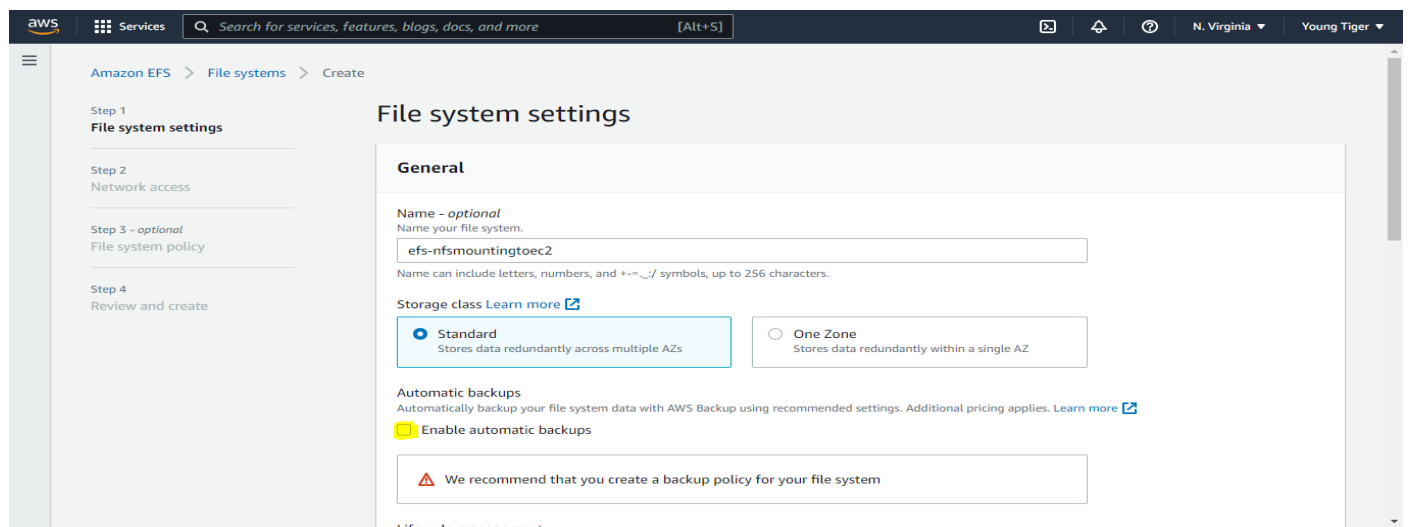 aws
Services
Search for services, features, blogs, docs, and more
[Alt+S]
N. Virginia
Young Tiger
Amazon EFS
File systems
Create
Step 1
File system settings
Step 2
Network access
Step 3 - optional
File system policy
Step 4
Review and create
File system settings
General
Name - optional
Name your file system.
efs-nfsmountingtoec2
Name can include letters, numbers, and +-=._:/ symbols, up to 256 characters.
Storage class Learn more
Standard
Stores data redundantly across multiple AZs
One Zone
Stores data redundantly within a single AZ
Automatic backups
Automatically backup your file system data with AWS Backup using recommended settings. Additional pricing applies. Learn more
Enable automatic backups
We recommend that you create a backup policy for your file system